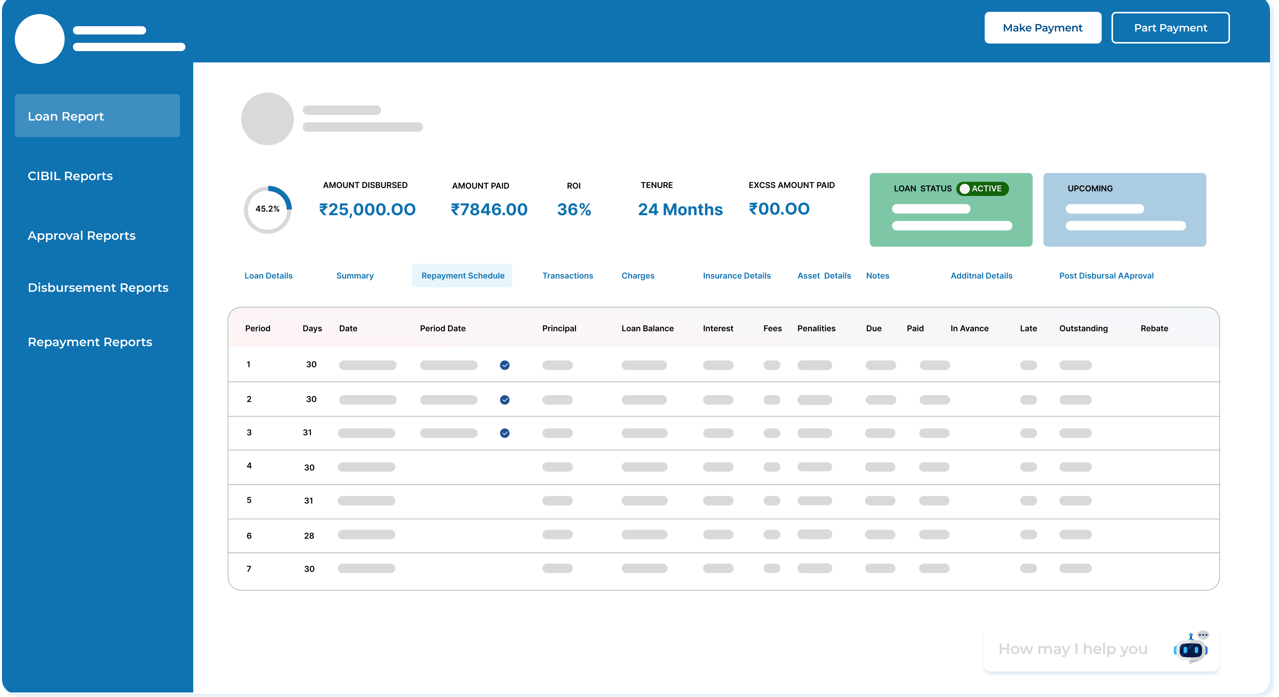 Make Payment
Part Payment
Loan Report
CIBIL Reports
Approval Reports
Disbursement Reports
Repayment Reports
45.2%
AMOUNT DISBURSED
₹25,000.OO
AMOUNT PAID
₹7846.00
ROI
36%
TENURE
24 Months
EXCSS AMOUNT PAID
₹00.OO
LOAN STATUS ACTIVE
UPCOMING
Loan Details Summary Repayment Schedule Transactions Charges Insurance Details Asset Details Notes Additnal Details Post Disbursal AAproval
Period Days Date Period Date Principal Loan Balance Interest Fees Penalities Due Paid In Avance Late Outstanding Rebate
1 30
2 30
3 31
4 30
5 31
6 28
7 30
How may I help you